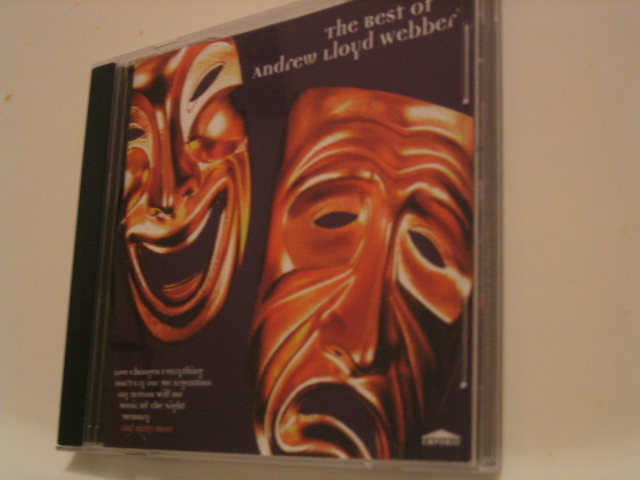 The Best of
Andrew Lloyd Webber
Love Changes Everything
Don't Cry For Me Argentina
Any Dream Will Do
Music of the Night
Memory
and many more
EMPORIO